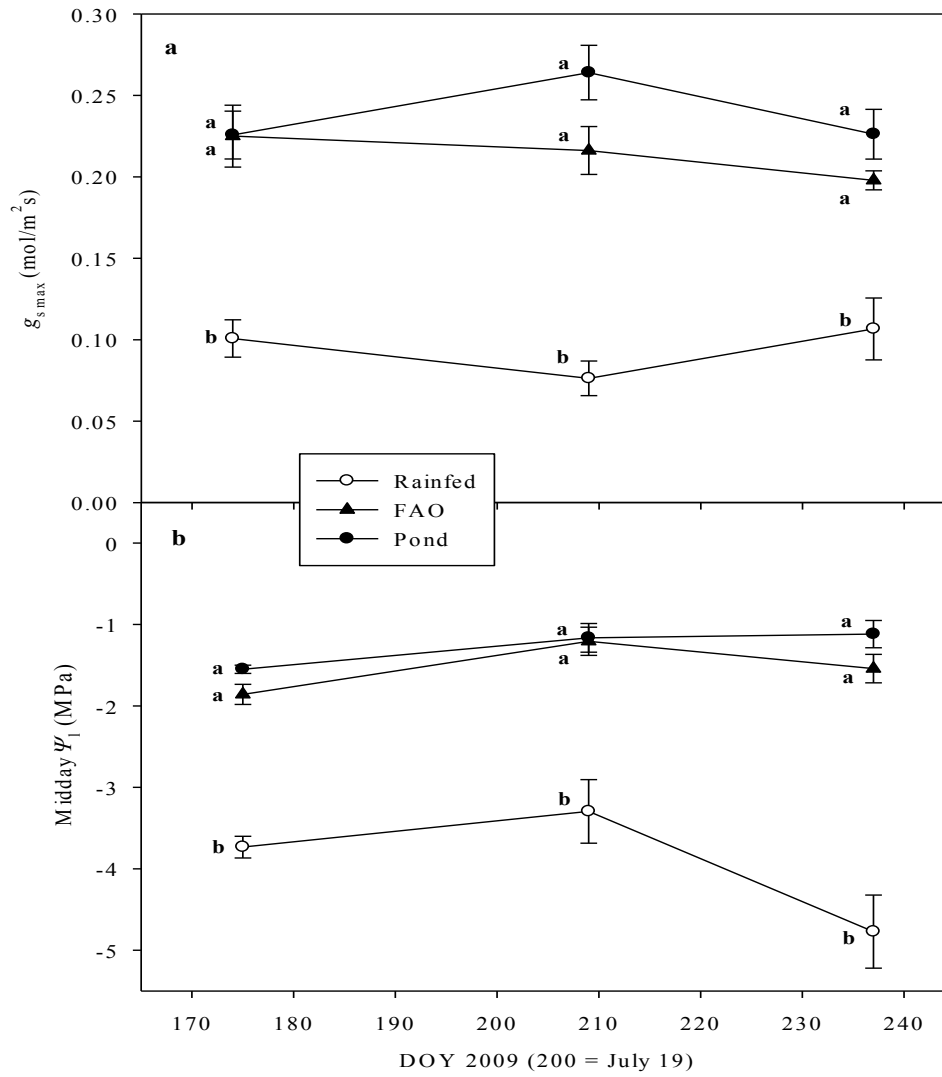 0.30
a
a
0.25
a
a
a
a
a
0.20
a
g s max (mol/m²s)
0.15
b
b
b
0.10
0.05
Rainfed
FAO
Pond
0.00
b
0
-1
a
a
a
a
a
a
-2
Midday Ψ l (MPa)
-3
b
b
-4
b
-5
170 180 190 200 210 220 230 240
DOY 2009 (200 = July 19)